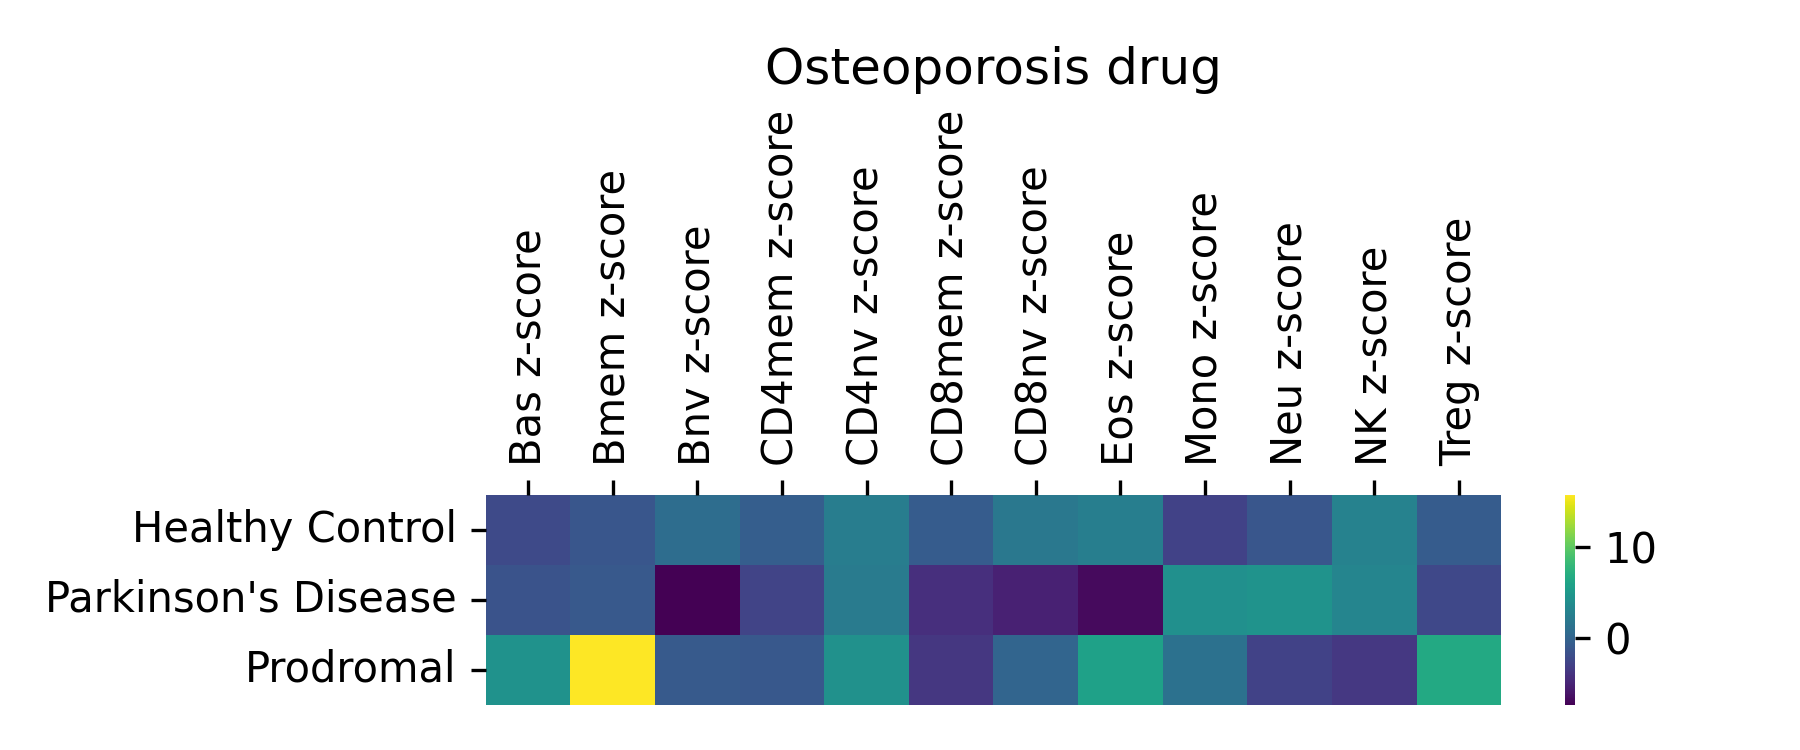 Osteoporosis drug
Bas z-score
Bmem z-score
Bnv z-score
CD4mem z-score
CD4nv z-score
CD8mem z-score
CD8nv z-score
Eos z-score
Mono z-score
Neu z-score
NK z-score
Treg z-score
Healthy Control
Parkinson's Disease
Prodromal
10
0